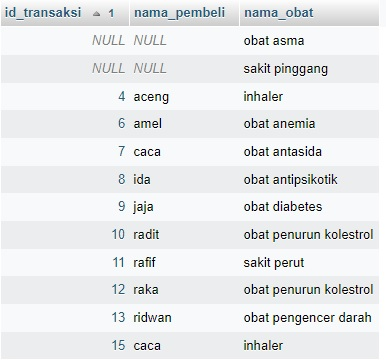 id_transaksi 1 nama_pembeli nama_obat
NULL NULL obat asma
NULL NULL sakit pinggang
4 aceng inhaler
6 amel obat anemia
7 caca obat antasida
8 ida obat antipsikotik
9 jaja obat diabetes
10 radit obat penurun kolestrol
11 rafif sakit perut
12 raka obat penurun kolestrol
13 ridwan obat pengencer darah
15 caca inhaler